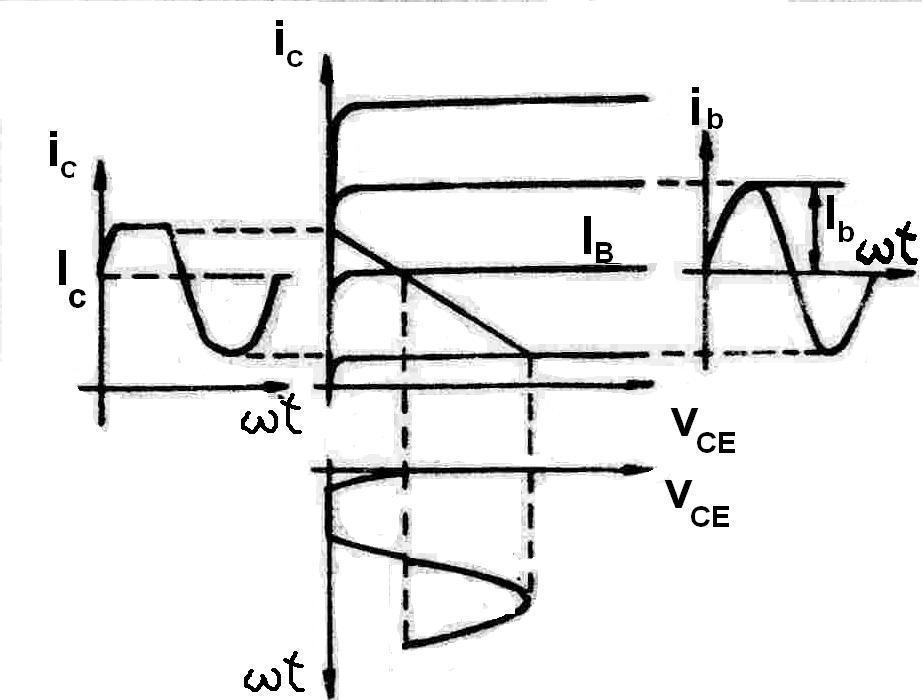 i_c
i_b
i_c
I_b
I_B
ωt
I_c
ωt
V_CE
V_CE
ωt